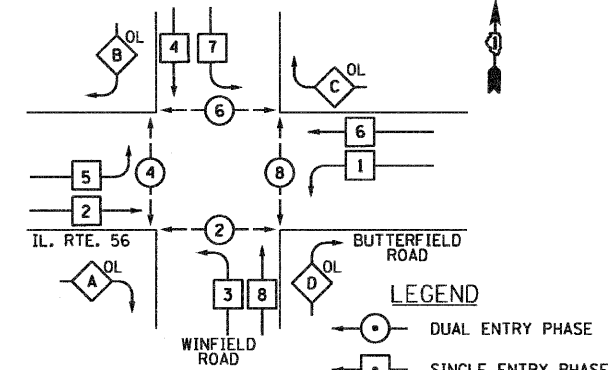 B OL
4
7
C OL
6
6
1
5
4
8
2
2
IL. RTE. 56
BUTTERFIELD
ROAD
A OL
3
8
D OL
WINFIELD
ROAD
LEGEND
DUAL ENTRY PHASE
SINGLE ENTRY PHASE